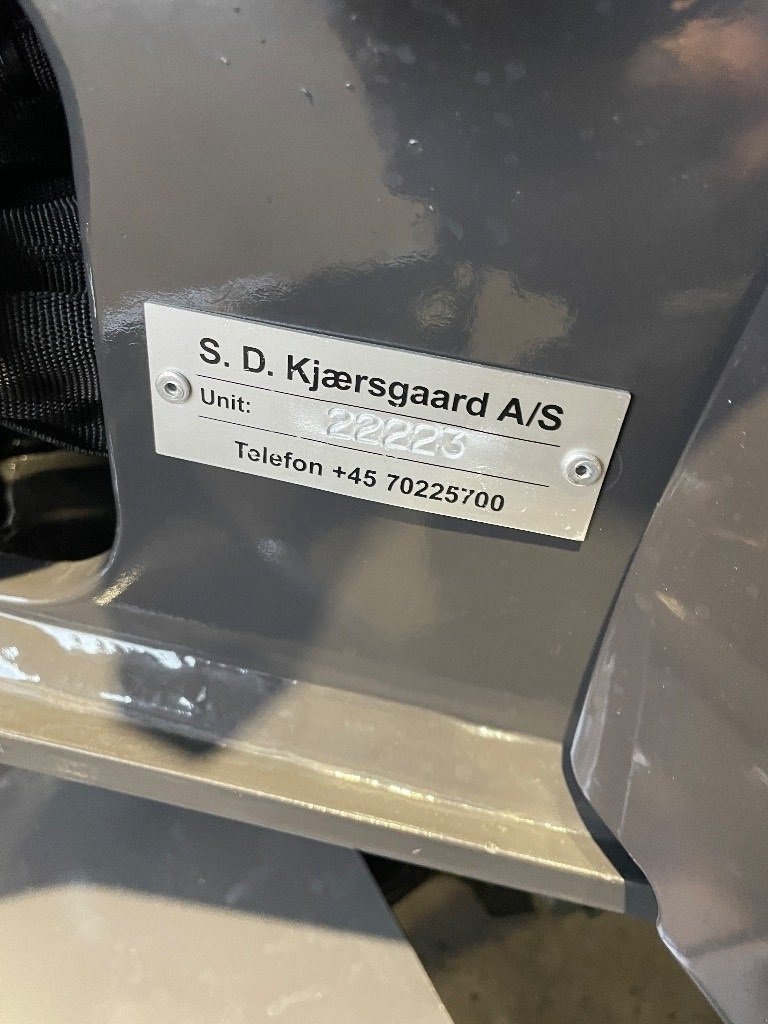 S. D. Kjærsgaard A/S
Unit: 22223
Telefon +45 70225700